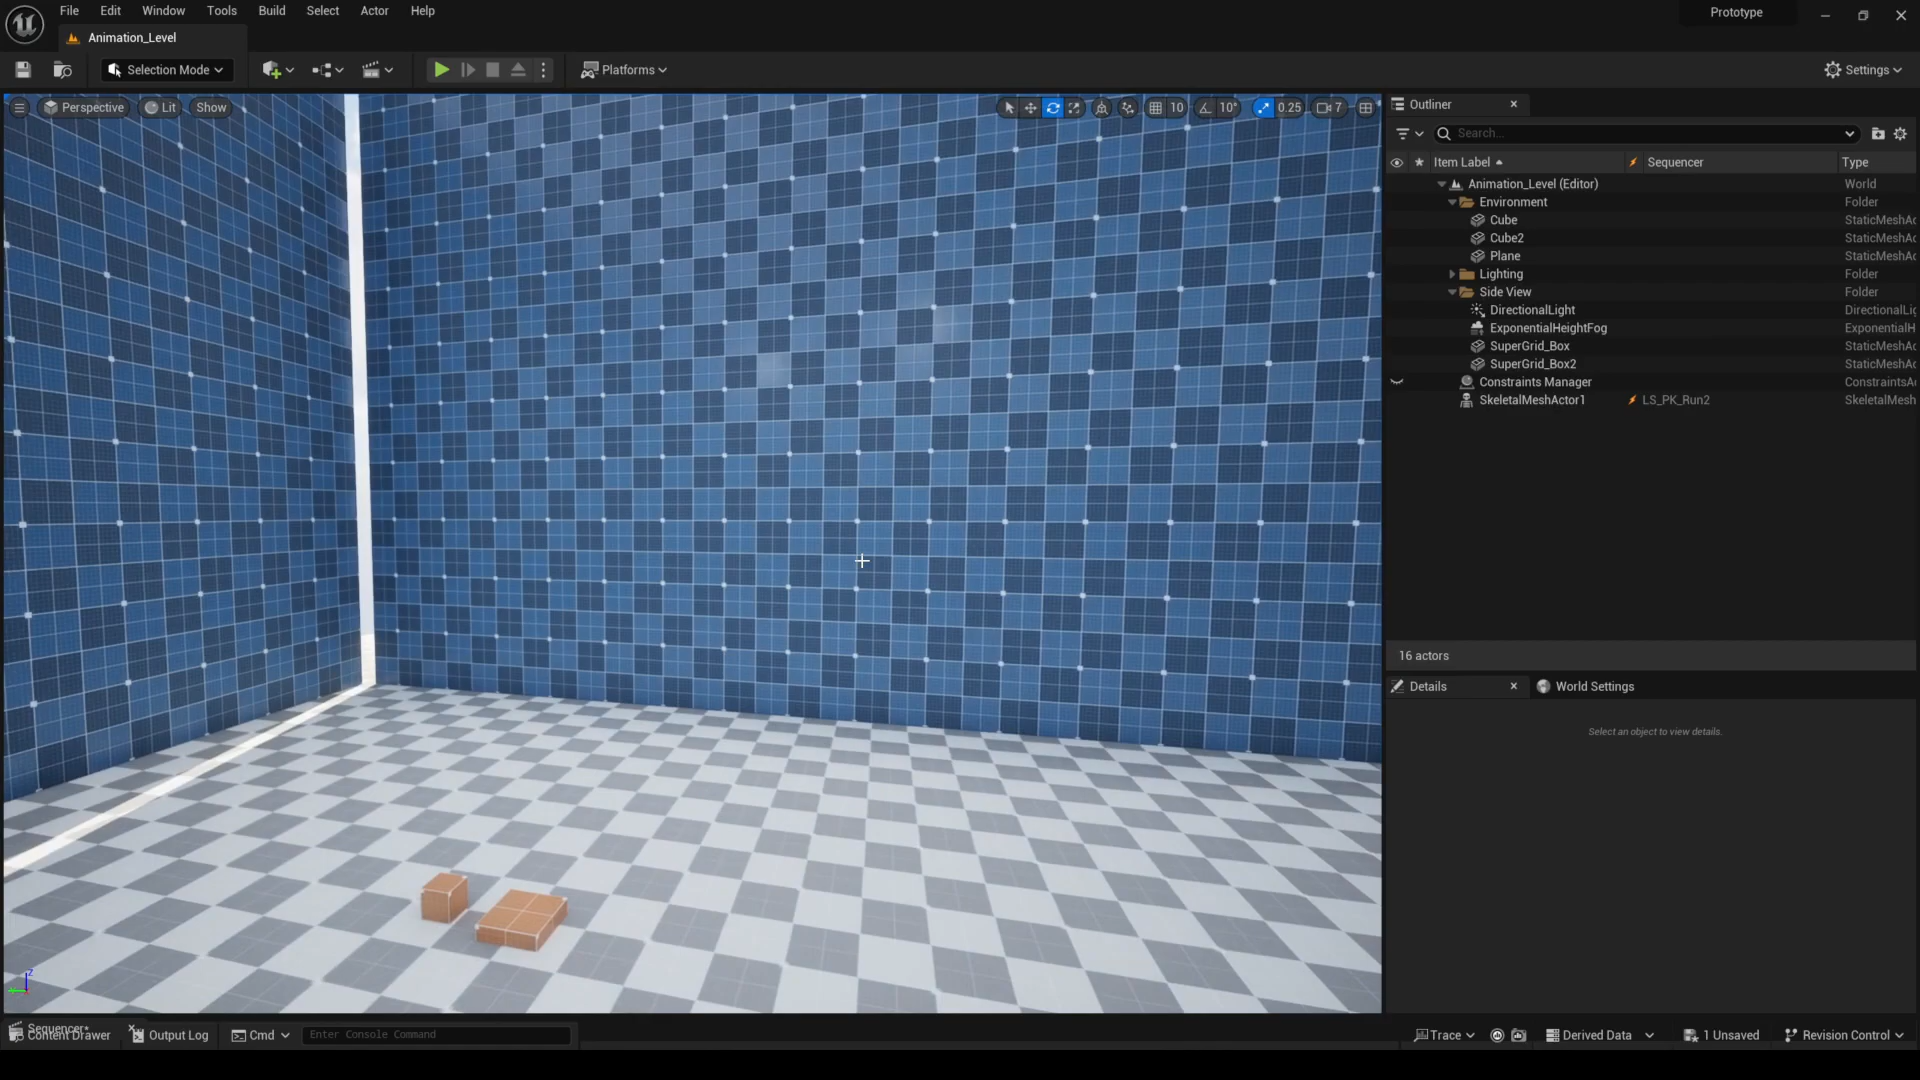 File Edit Window Tools Build Select Actor Help
Prototype
Animation_Level
Selection Mode
Platforms
Settings
Perspective Lit Show
10 10° 0.25 7
Outliner
Search...
Item Label Sequencer Type
Animation_Level (Editor) World
Environment Folder
Cube StaticMeshAc
Cube2 StaticMeshAc
Plane StaticMeshAc
Lighting Folder
Side View Folder
DirectionalLight DirectionalLig
ExponentialHeightFog ExponentialH
SuperGrid_Box StaticMeshAc
SuperGrid_Box2 StaticMeshAc
Constraints Manager ConstraintsA
SkeletalMeshActor1 LS_PK_Run2 SkeletalMesh
16 actors
Details World Settings
Select an object to view details.
Z
Sequencer*
Content Drawer Output Log Cmd Enter Console Command
Trace Derived Data 1 Unsaved Revision Control